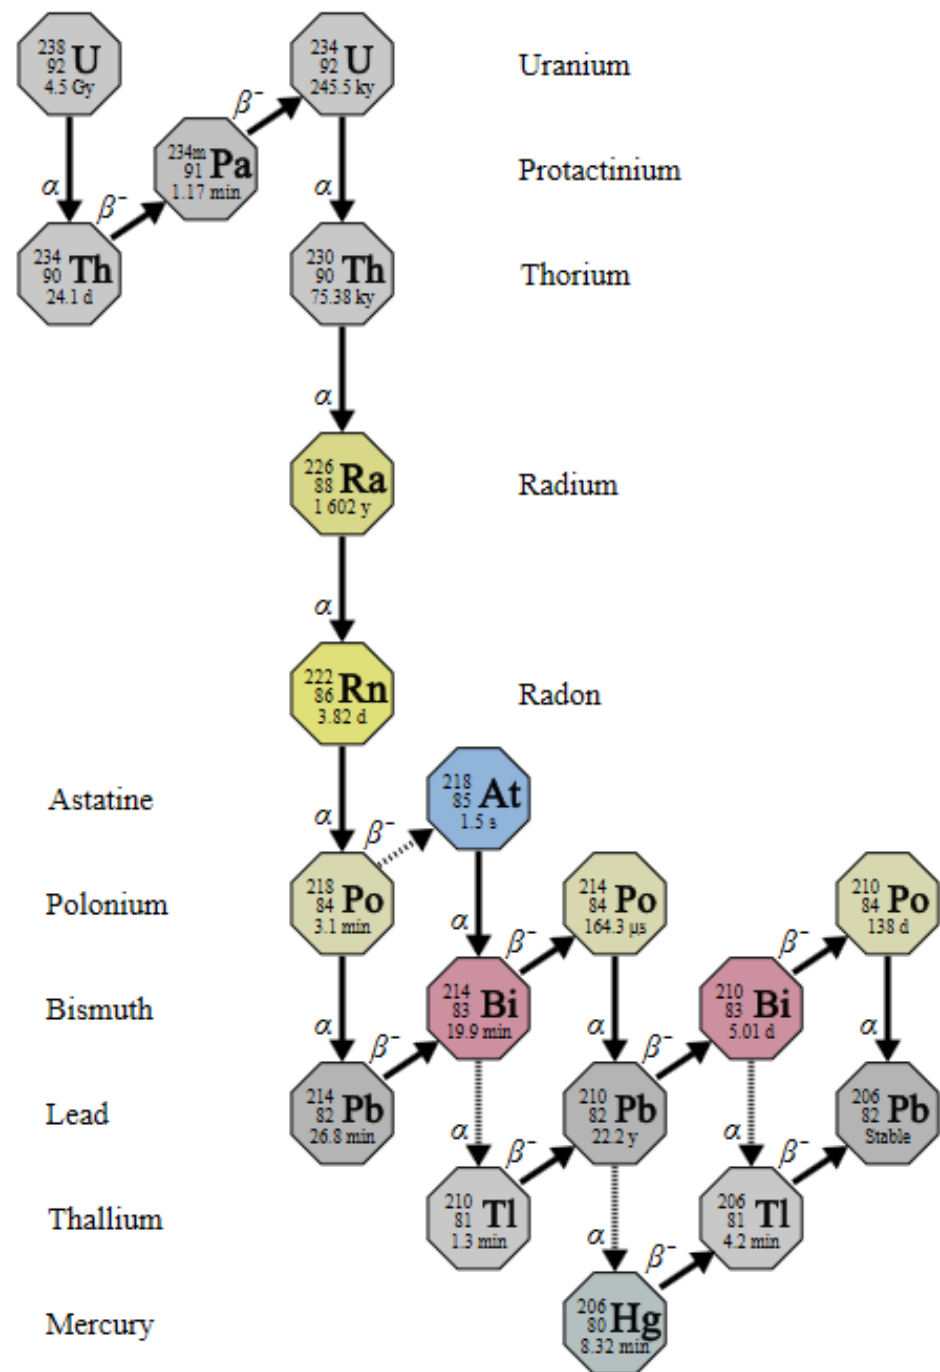 238
92 U
4.5 Gy
234
92 U
245.5 ky
Uranium
β⁻
234m
91 Pa
1.17 min
Protactinium
α
β⁻
α
234
90 Th
24.1 d
230
90 Th
75.38 ky
Thorium
α
226
88 Ra
1 602 y
Radium
α
222
86 Rn
3.82 d
Radon
Astatine
218
85 At
1.5 s
α
β⁻
Polonium
218
84 Po
3.1 min
214
84 Po
164.3 µs
210
84 Po
138 d
α
β⁻
β⁻
Bismuth
214
83 Bi
19.9 min
210
83 Bi
5.01 d
α
β⁻
α
β⁻
α
Lead
214
82 Pb
26.8 min
210
82 Pb
22.2 y
206
82 Pb
Stable
α
β⁻
α
β⁻
Thallium
210
81 Tl
1.3 min
206
81 Tl
4.2 min
α
β⁻
Mercury
206
80 Hg
8.32 min